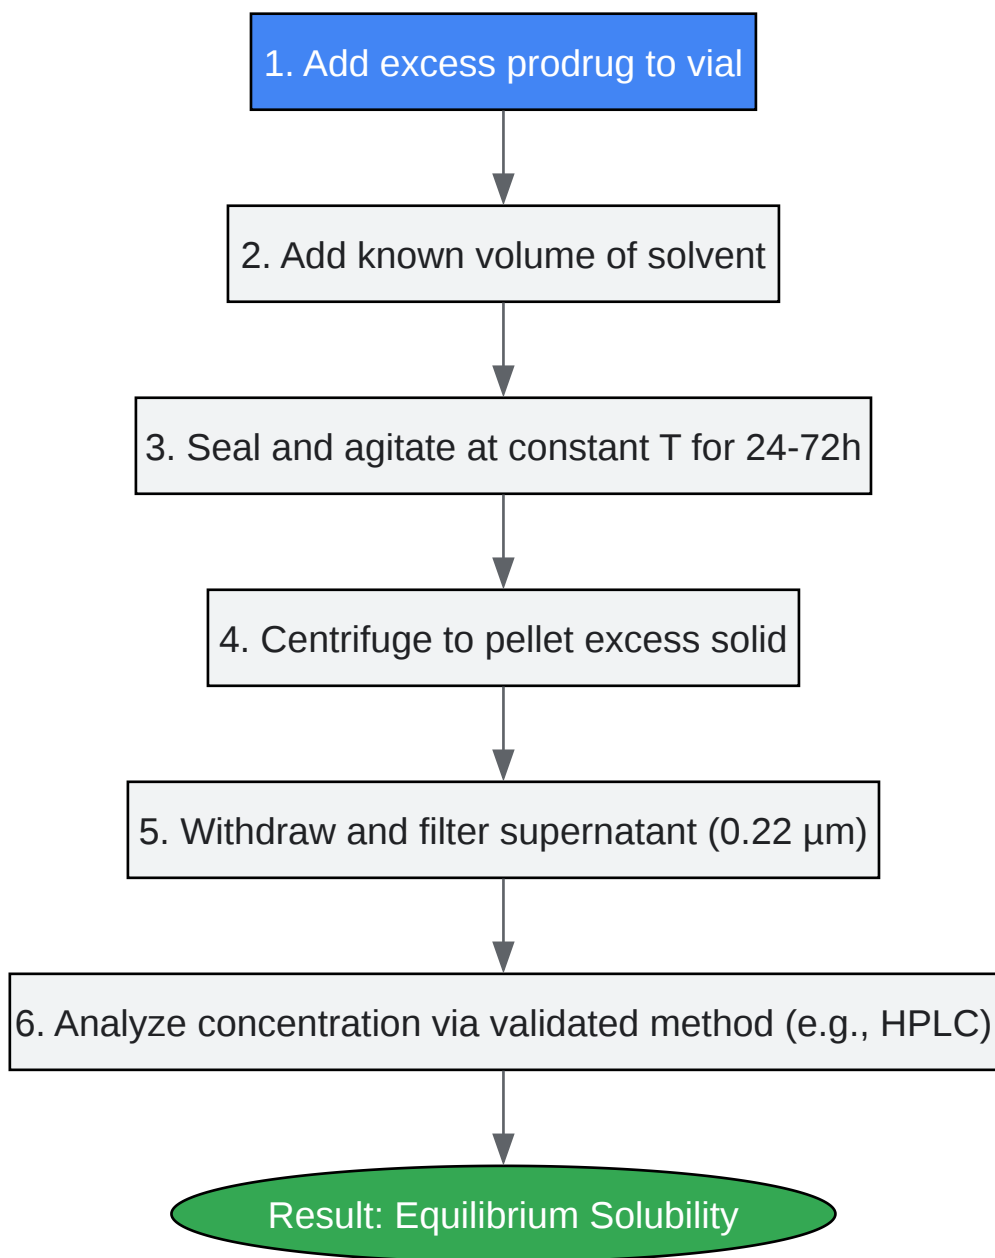 1. Add excess prodrug to vial
2. Add known volume of solvent
3. Seal and agitate at constant T for 24-72h
4. Centrifuge to pellet excess solid
5. Withdraw and filter supernatant (0.22 µm)
6. Analyze concentration via validated method (e.g., HPLC)
Result: Equilibrium Solubility